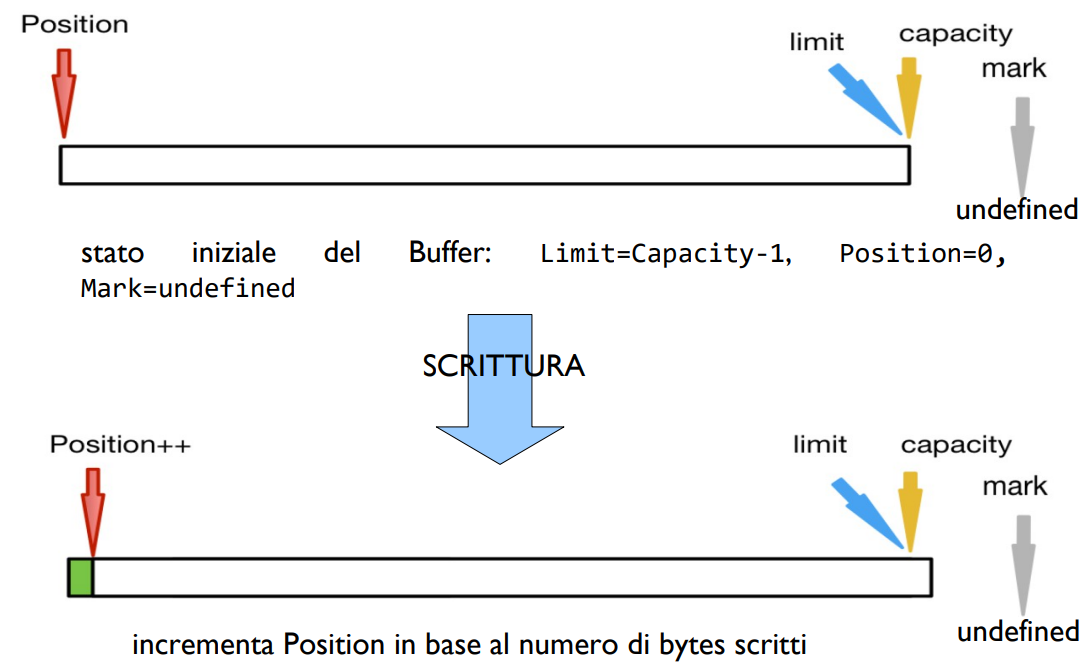 Position
limit
capacity
mark
undefined
stato iniziale del Buffer: Limit=Capacity-1, Position=0,
Mark=undefined
SCRITTURA
Position++
limit
capacity
mark
undefined
incrementa Position in base al numero di bytes scritti